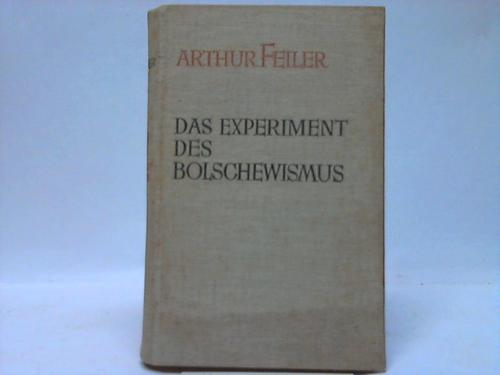 ARTHUR FEILER
DAS EXPERIMENT
DES
BOLSCHEWISMUS